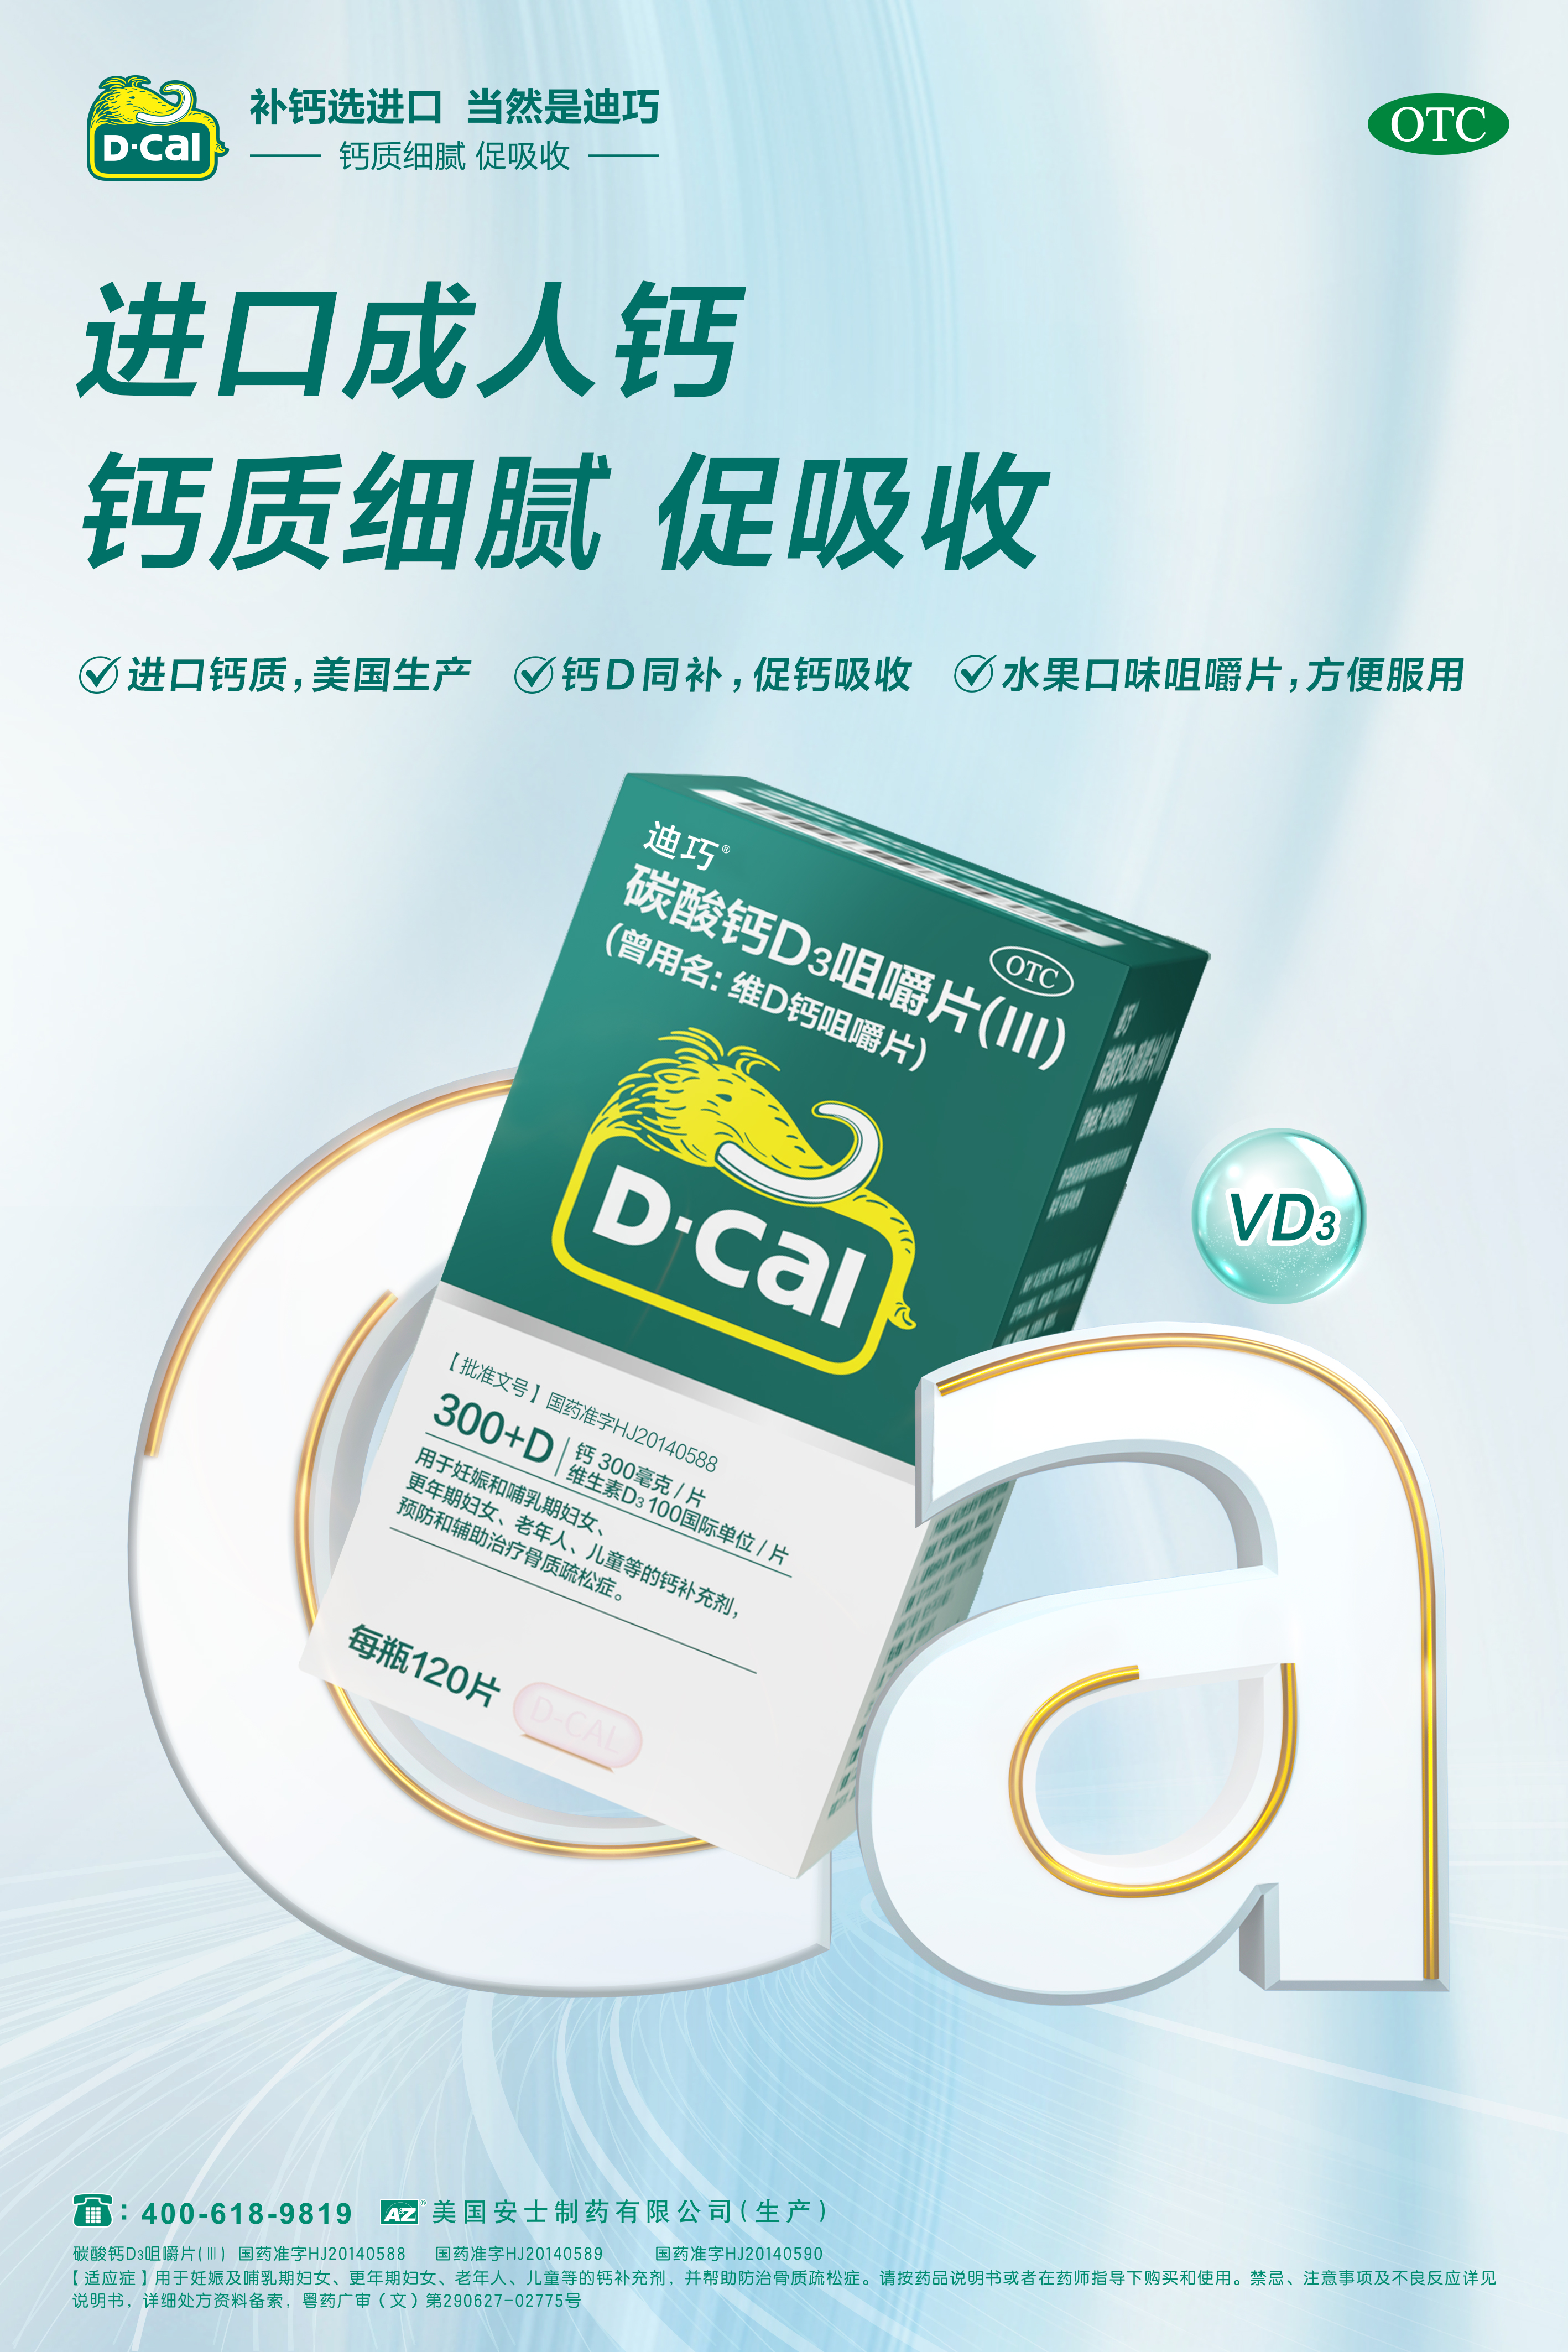 D·Cal
补钙选进口 当然是迪巧
钙质细腻 促吸收
OTC
进口成人钙
钙质细腻 促吸收
进口钙质,美国生产 钙D同补,促钙吸收 水果口味咀嚼片,方便服用
迪巧®
碳酸钙D3咀嚼片(III)
OTC
(曾用名:维D钙咀嚼片)
D·Cal
【批准文号】国药准字HJ20140588
300+D
钙 300毫克/片
维生素D3 100国际单位/片
用于妊娠和哺乳期妇女、
更年期妇女、老年人、儿童等的钙补充剂,
预防和辅助治疗骨质疏松症。
每瓶120片
D-CAL
VD3
Ca
:400-618-9819 A&Z® 美国安士制药有限公司(生产)
碳酸钙D3咀嚼片(III) 国药准字HJ20140588 国药准字HJ20140589 国药准字HJ20140590
【适应症】用于妊娠及哺乳期妇女、更年期妇女、老年人、儿童等的钙补充剂,并帮助防治骨质疏松症。请按药品说明书或者在药师指导下购买和使用。禁忌、注意事项及不良反应详见
说明书,详细处方资料备索,粤药广审(文)第290627-02775号